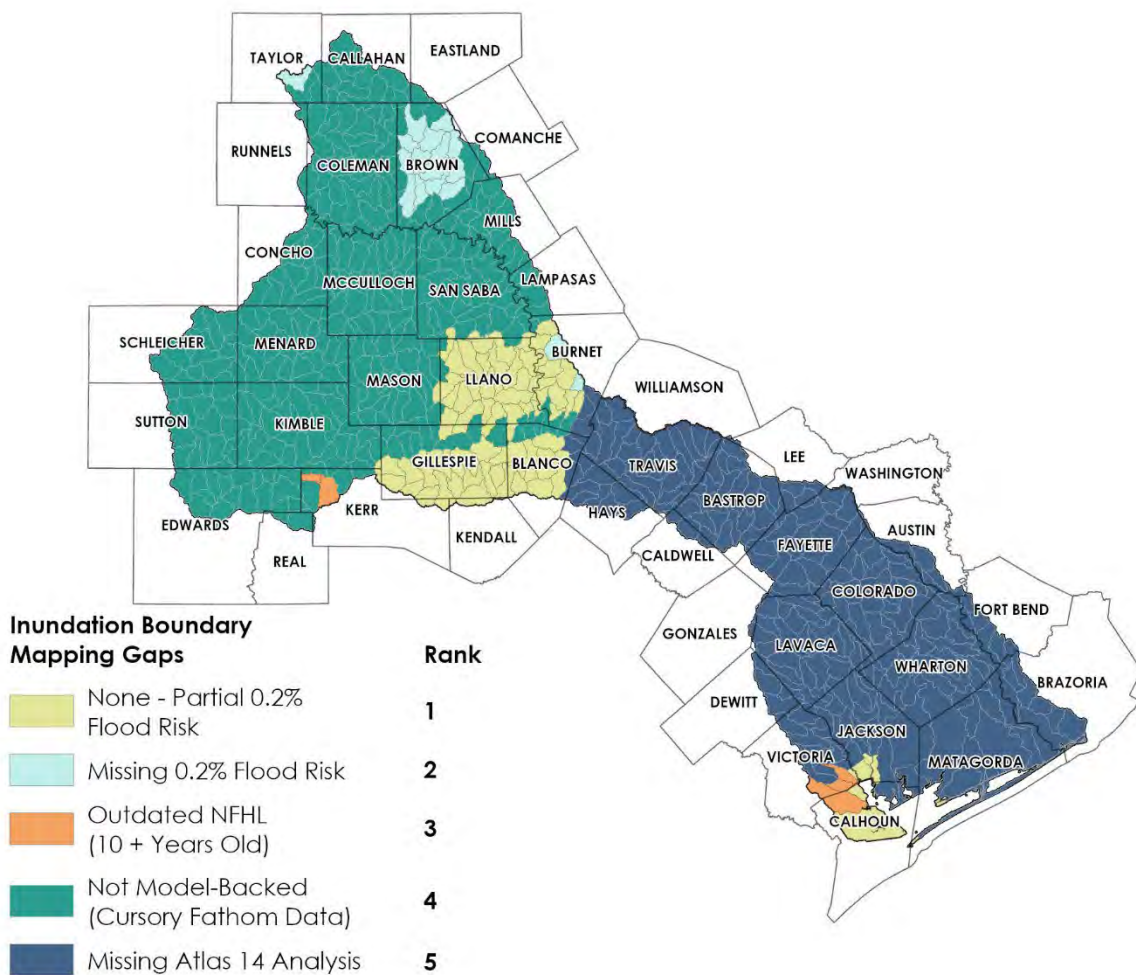 TAYLOR
CALLAHAN
EASTLAND
RUNNELS
COLEMAN
BROWN
COMANCHE
MILLS
CONCHO
MCCULLOCH
SAN SABA
LAMPASAS
SCHLEICHER
MENARD
MASON
LLANO
BURNET
WILLIAMSON
SUTTON
KIMBLE
GILLESPIE
BLANCO
TRAVIS
LEE
WASHINGTON
BASTROP
EDWARDS
KERR
KENDALL
HAYS
CALDWELL
FAYETTE
AUSTIN
REAL
COLORADO
FORT BEND
GONZALES
LAVACA
WHARTON
BRAZORIA
DEWITT
JACKSON
VICTORIA
MATAGORDA
CALHOUN
Inundation Boundary
Mapping Gaps Rank
None - Partial 0.2%
Flood Risk 1
Missing 0.2% Flood Risk 2
Outdated NFHL
(10 + Years Old) 3
Not Model-Backed
(Cursory Fathom Data) 4
Missing Atlas 14 Analysis 5